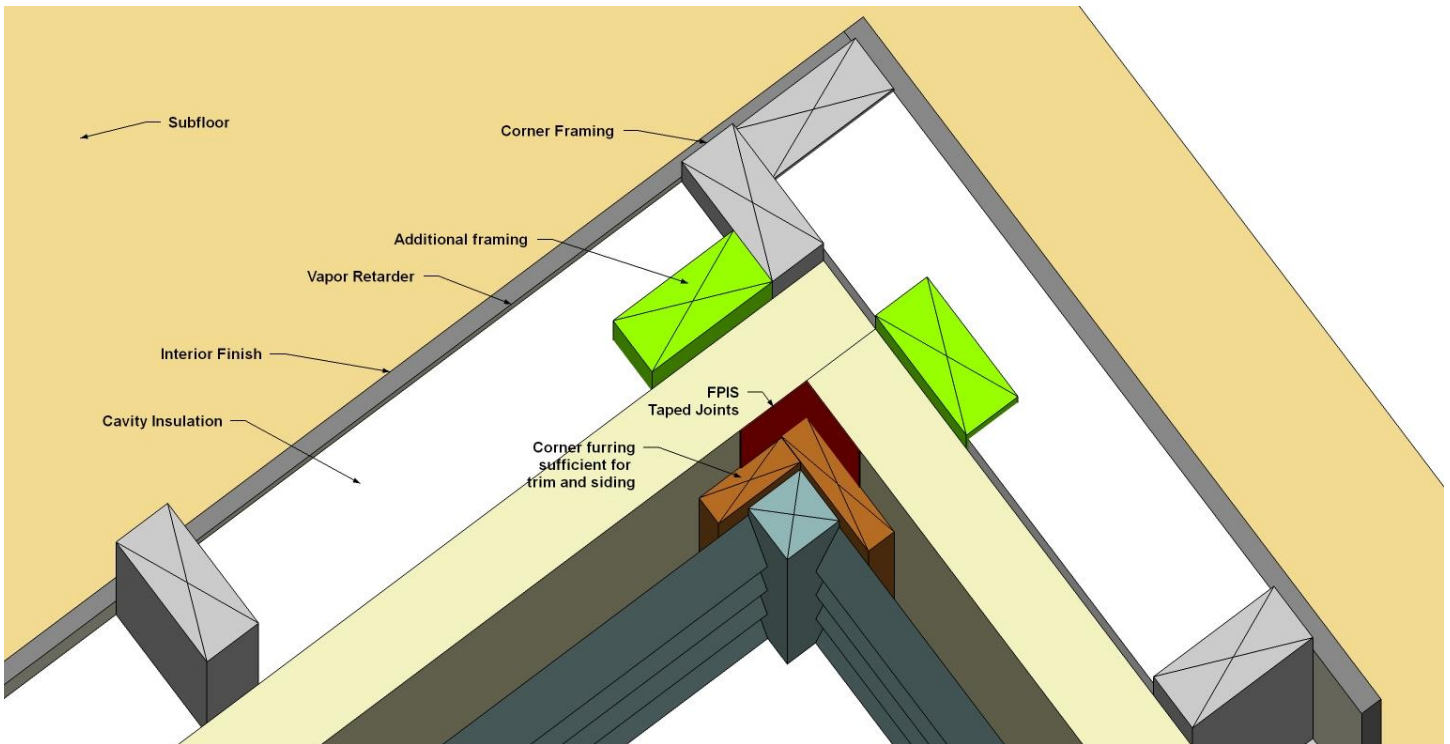 Subfloor
Corner Framing
Additional framing
Vapor Retarder
Interior Finish
Cavity Insulation
FPIS
Taped Joints
Corner furring
sufficient for
trim and siding